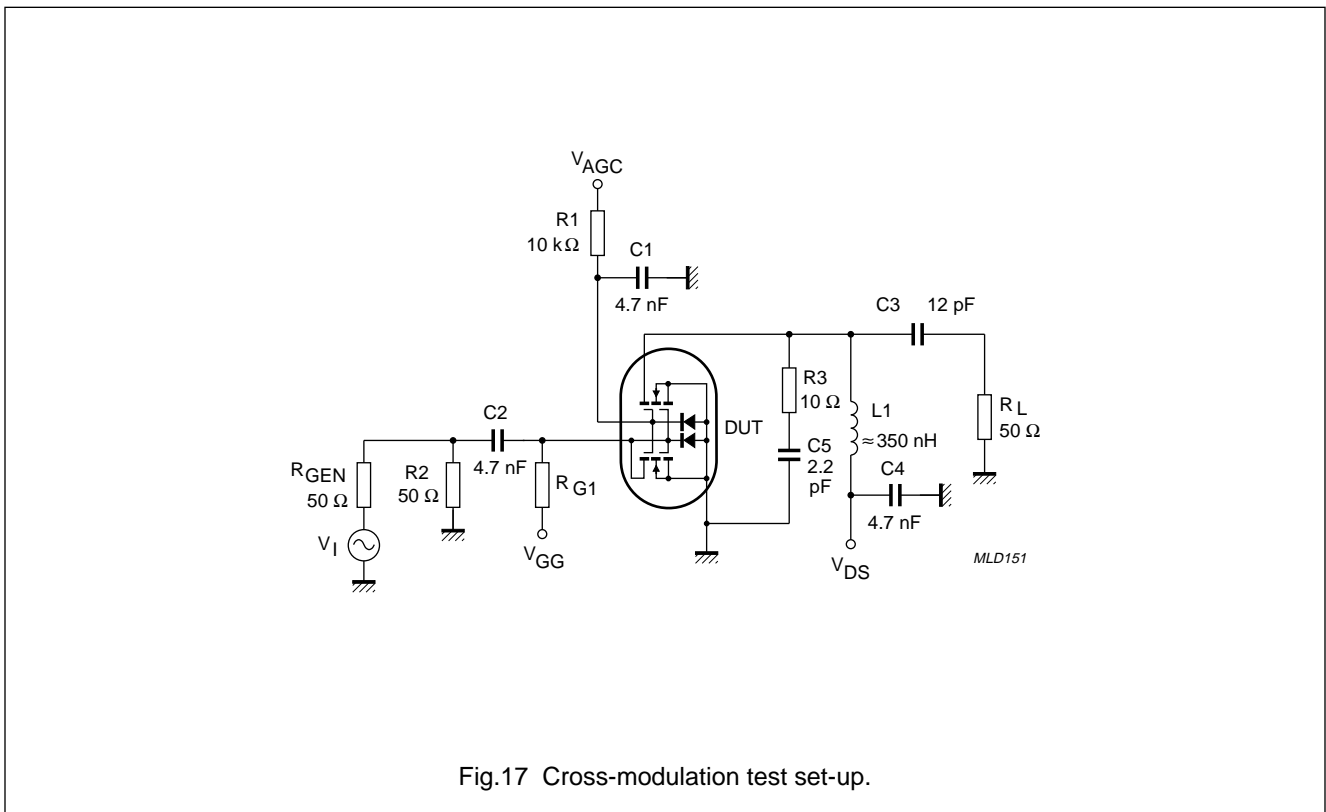 V_AGC
R1
10 kΩ
C1
4.7 nF
C3 12 pF
R3
10 Ω
L1
≈350 nH
R_L
50 Ω
C2
4.7 nF
DUT
C5
2.2
pF
R_GEN
50 Ω
R2
50 Ω
R_G1
C4
4.7 nF
V_I
V_GG
V_DS
MLD151
Fig.17 Cross-modulation test set-up.